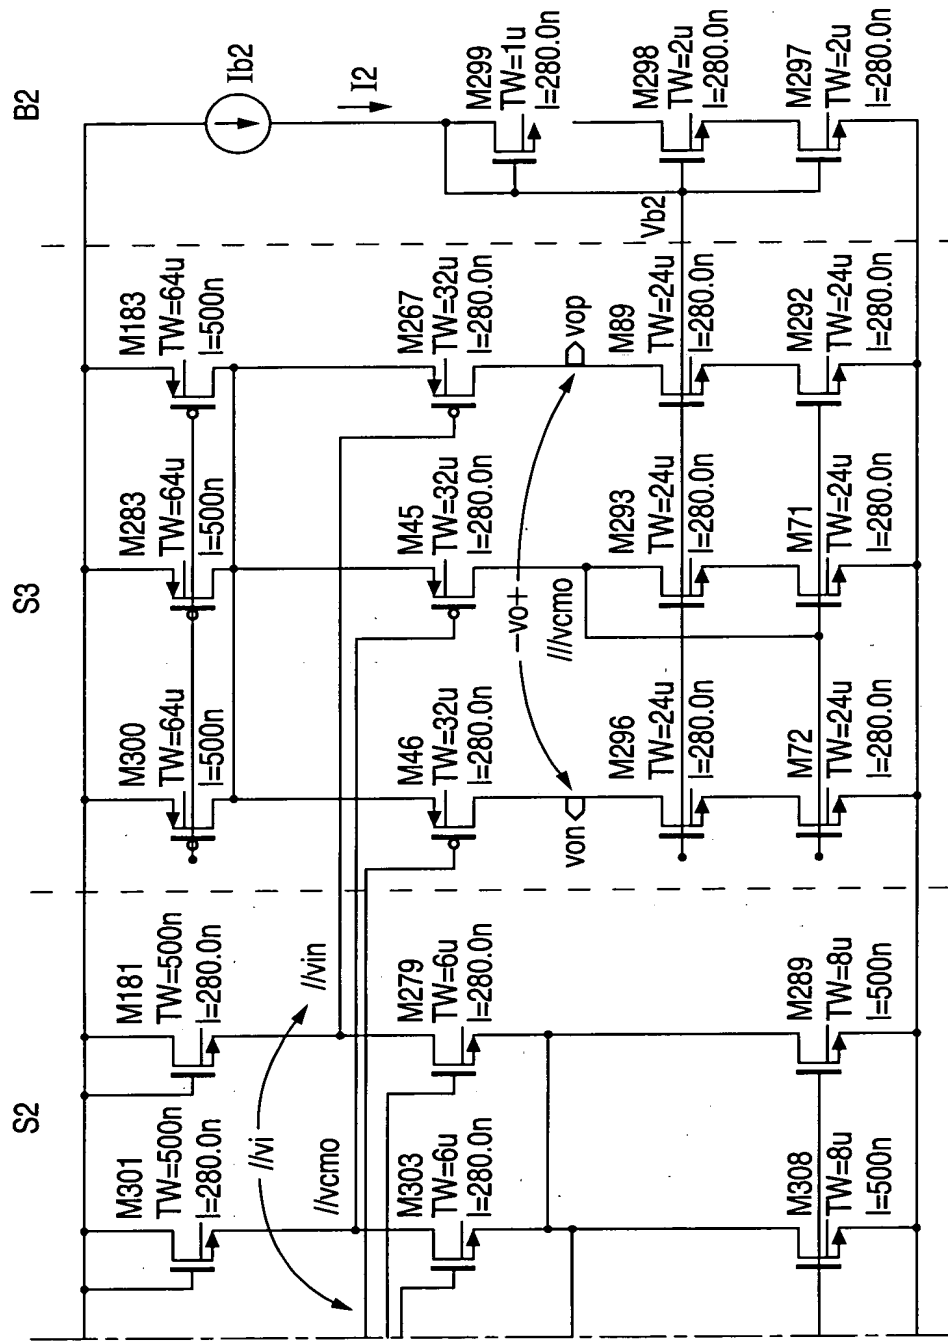 S2
S3
B2
M301
TW=500n
l=280.0n
M181
TW=500n
l=280.0n
M300
TW=64u
l=500n
M283
TW=64u
l=500n
M183
TW=64u
l=500n
Ib2
I2
//vi
//vin
//vcmo
M303
TW=6u
l=280.0n
M279
TW=6u
l=280.0n
M46
TW=32u
l=280.0n
M45
TW=32u
l=280.0n
M267
TW=32u
l=280.0n
M299
TW=1u
l=280.0n
-vo+
///vcmo
von
vop
M296
TW=24u
l=280.0n
M293
TW=24u
l=280.0n
M89
TW=24u
l=280.0n
Vb2
M298
TW=2u
l=280.0n
M308
TW=8u
l=500n
M289
TW=8u
l=500n
M72
TW=24u
l=280.0n
M71
TW=24u
l=280.0n
M292
TW=24u
l=280.0n
M297
TW=2u
l=280.0n